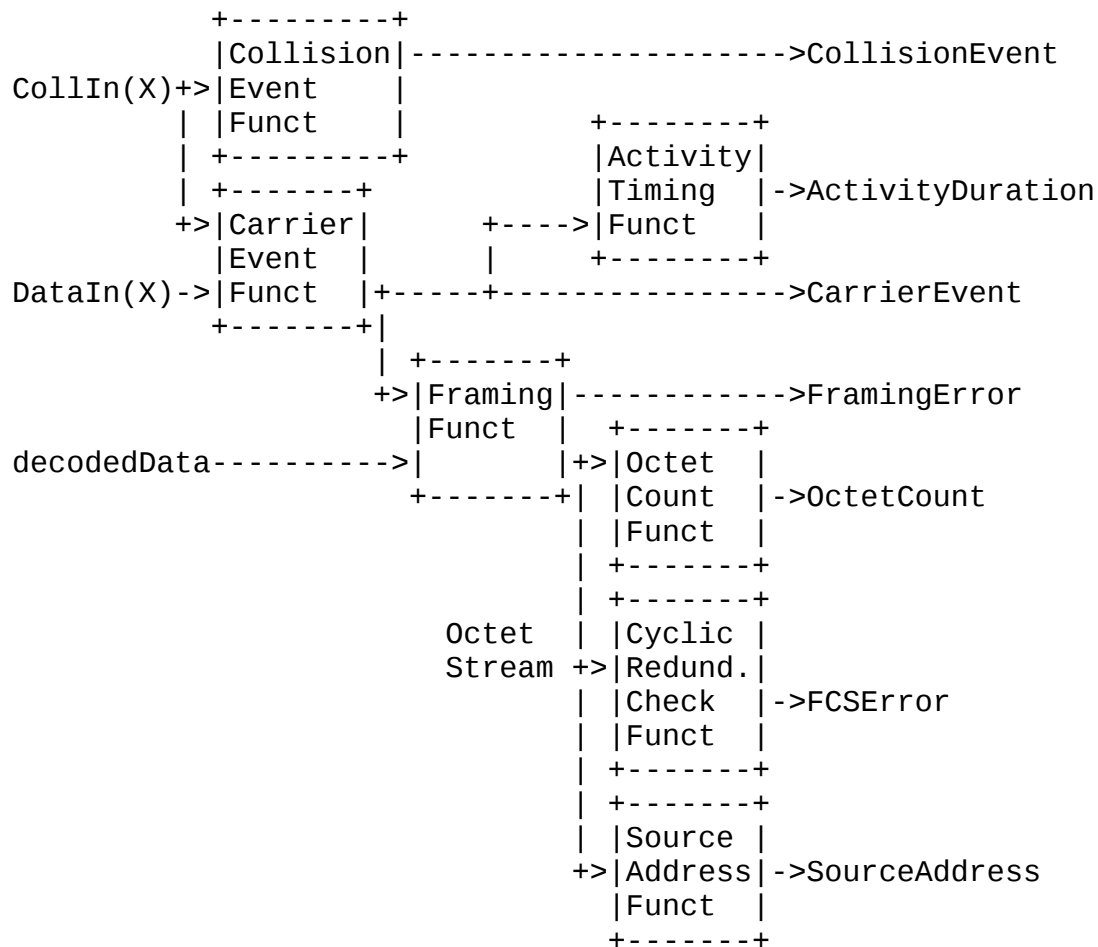 +---------+
              |Collision|--------------------->CollisionEvent
CollIn(X)+>|Event    |
         |  |Funct    |           +--------+
         |  +---------+           |Activity|
         |  +-------+             |Timing  |->ActivityDuration
         +>|Carrier|       +---->|Funct   |
            |Event  |       |     +--------+
DataIn(X)->|Funct  |+-----+---------------->CarrierEvent
            +-------+|
                     | +-------+
                     +>|Framing|------------>FramingError
                       |Funct  |  +-------+
decodedData---------->|       |+>|Octet  |
                       +-------+| |Count  |->OctetCount
                                | |Funct  |
                                | +-------+
                                | +-------+
                         Octet  | |Cyclic |
                         Stream +>|Redund.|
                                | |Check  |->FCSError
                                | |Funct  |
                                | +-------+
                                | +-------+
                                | |Source |
                                +>|Address|->SourceAddress
                                  |Funct  |
                                  +-------+